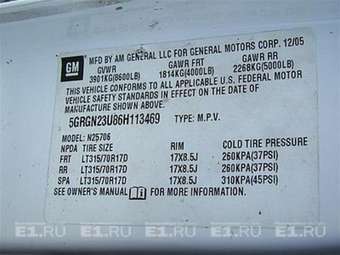 GM
MFD BY AM GENERAL LLC FOR GENERAL MOTORS CORP. 12/05
GVWR GAWR FRT GAWR RR
3901KG(8600LB) 1814KG(4000LB) 2268KG(5000LB)
THIS VEHICLE CONFORMS TO ALL APPLICABLE U.S. FEDERAL MOTOR
VEHICLE SAFETY STANDARDS IN EFFECT ON THE DATE OF
MANUFACTURE SHOWN ABOVE.
5GRGN23U86H113469 TYPE: M.P.V.
MODEL: N25706
NPDA TIRE SIZE RIM COLD TIRE PRESSURE
FRT LT315/70R17D 17X8.5J 260KPA(37PSI)
RR LT315/70R17D 17X8.5J 260KPA(37PSI)
SPA LT315/70R17D 17X8.5J 310KPA(45PSI)
SEE OWNER'S MANUAL FOR MORE INFORMATION.
E1.RU E1.RU E1.RU E1.RU